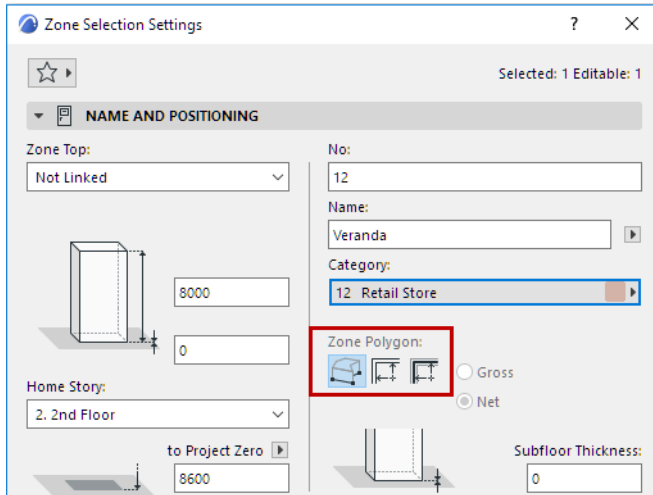 Zone Selection Settings
?
Selected: 1 Editable: 1
NAME AND POSITIONING
Zone Top:
Not Linked
8000
0
Home Story:
2. 2nd Floor
to Project Zero
8600
No:
12
Name:
Veranda
Category:
12 Retail Store
Zone Polygon:
Gross
Net
Subfloor Thickness:
0